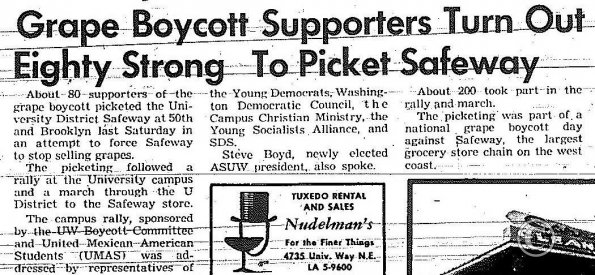 Grape Boycott Supporters Turn Out
Eighty Strong To Picket Safeway
About 80 supporters of the
grape boycott picketed the Uni-
versity District Safeway at 50th
and Brooklyn last Saturday in
an attempt to force Safeway
to stop selling grapes.
The picketing followed a
rally at the University campus
and a march through the U
District to the Safeway store.
The campus rally, sponsored
by the UW Boycott Committee
and United Mexican American
Students (UMAS) was ad-
dressed by representatives of
the Young Democrats, Washing-
ton Democratic Council, the
Campus Christian Ministry, the
Young Socialists Alliance, and
SDS.
Steve Boyd, newly elected
ASUW president, also spoke.
About 200 took part in the
rally and march.
The picketing was part of a
national grape boycott day
against Safeway, the largest
grocery store chain on the west
coast.
TUXEDO RENTAL
AND SALES
Nudelman's
For the Finer Things
4735 Univ. Way N.E.
LA 5-9600